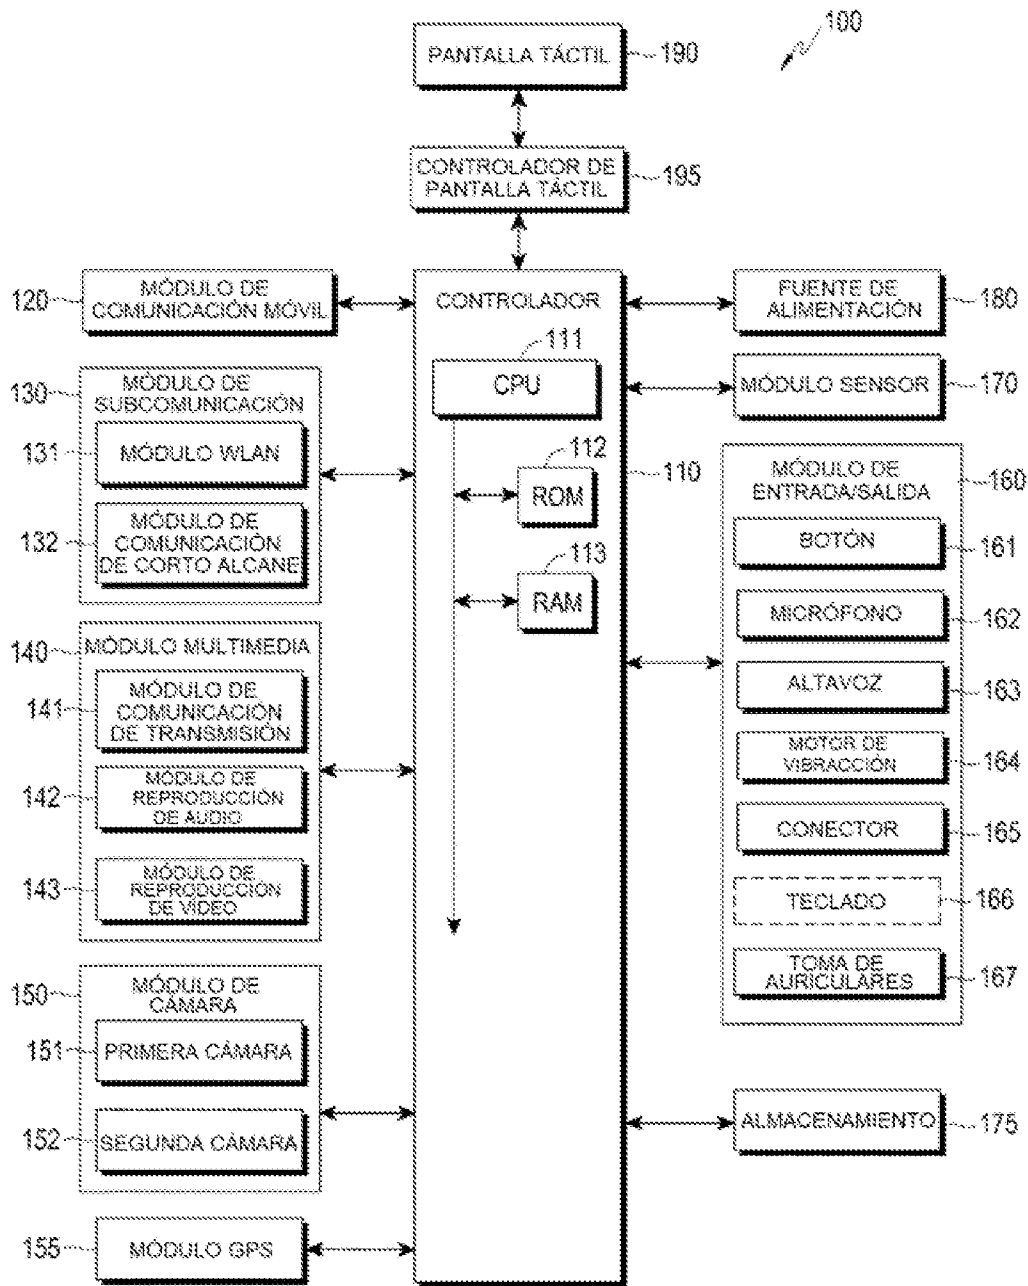 100
PANTALLA TÁCTIL
190
CONTROLADOR DE
PANTALLA TÁCTIL
195
120
MÓDULO DE
COMUNICACIÓN MÓVIL
130
MÓDULO DE
SUBCOMUNICACIÓN
131
MÓDULO WLAN
132
MÓDULO DE
COMUNICACIÓN
DE CORTO ALCANE
140
MÓDULO MULTIMEDIA
141
MÓDULO DE
COMUNICACIÓN
DE TRANSMISIÓN
142
MÓDULO DE
REPRODUCCIÓN
DE AUDIO
143
MÓDULO DE
REPRODUCCIÓN
DE VÍDEO
150
MÓDULO DE
CÁMARA
151
PRIMERA CÁMARA
152
SEGUNDA CÁMARA
155
MÓDULO GPS
CONTROLADOR
111
CPU
112
ROM
113
RAM
110
FUENTE DE
ALIMENTACIÓN
180
MÓDULO SENSOR
170
MÓDULO DE
ENTRADA/SALIDA
160
BOTÓN
161
MICRÓFONO
162
ALTAVOZ
163
MOTOR DE
VIBRACCIÓN
164
CONECTOR
165
TECLADO
166
TOMA DE
AURICULARES
167
ALMACENAMIENTO
175